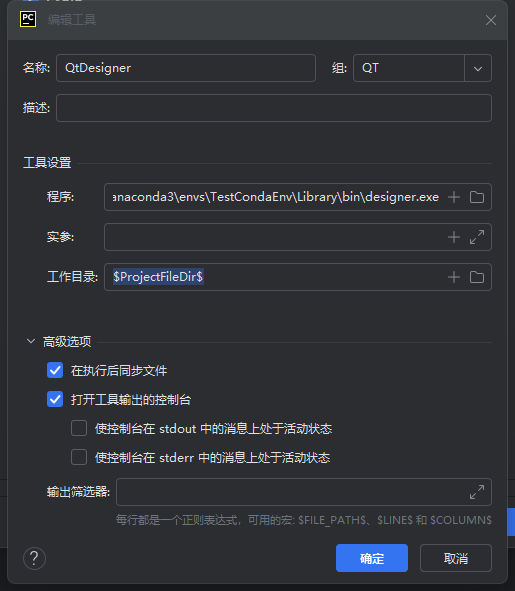 PC 编辑工具
名称: QtDesigner 组: QT
描述:
工具设置
程序: anaconda3\envs\TestCondaEnv\Library\bin\designer.exe
实参:
工作目录: $ProjectFileDir$
高级选项
在执行后同步文件
打开工具输出的控制台
使控制台在 stdout 中的消息上处于活动状态
使控制台在 stderr 中的消息上处于活动状态
输出筛选器:
每行都是一个正则表达式，可用的宏: $FILE_PATH$、$LINE$ 和 $COLUMN$
? 确定 取消